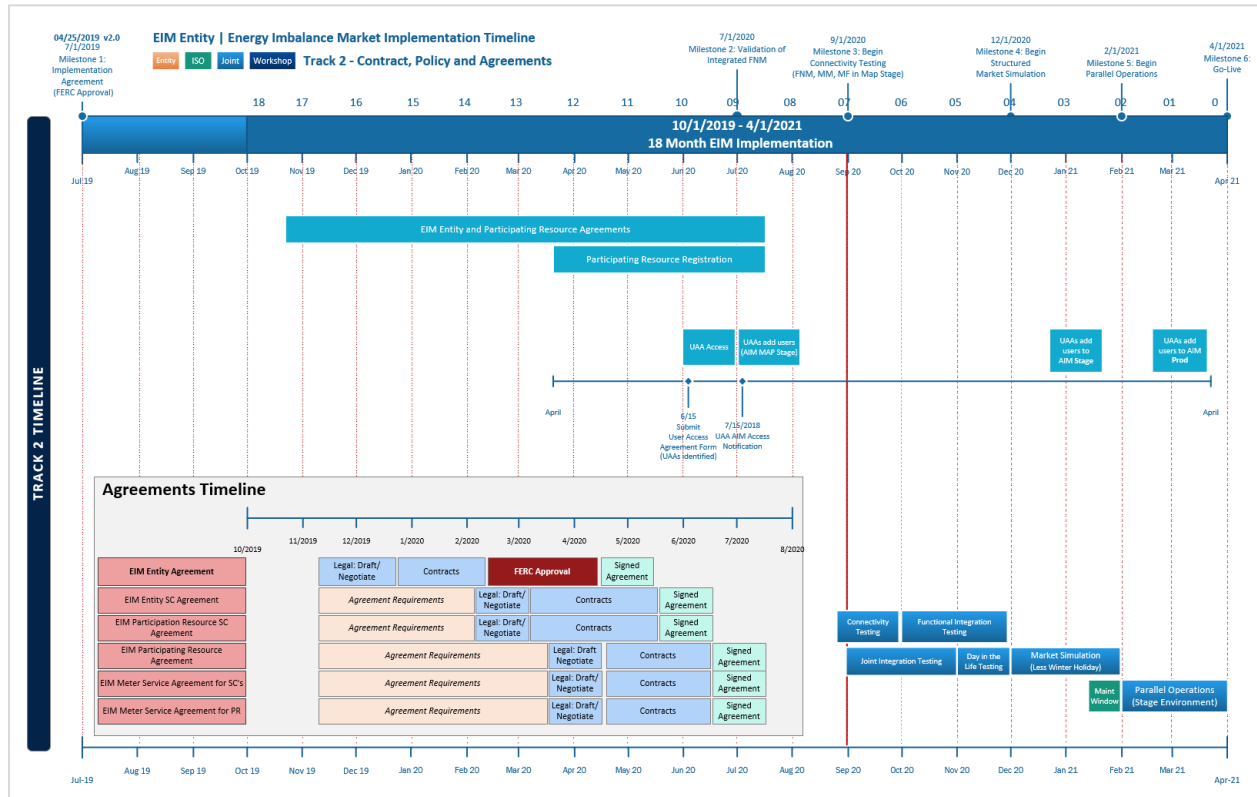 04/25/2019 v2.0
7/1/2019
Milestone 1:
Implementation
Agreement
(FERC Approval)
EIM Entity | Energy Imbalance Market Implementation Timeline
Entity
ISO
Joint
Workshop
Track 2 - Contract, Policy and Agreements
7/1/2020
Milestone 2: Validation of
Integrated FNM
9/1/2020
Milestone 3: Begin
Connectivity Testing
(FNM, MM, MF in Map Stage)
12/1/2020
Milestone 4: Begin
Structured
Market Simulation
2/1/2021
Milestone 5: Begin
Parallel Operations
4/1/2021
Milestone 6:
Go-Live
18 17 16 15 14 13 12 11 10 09 08 07 06 05 04 03 02 01 0
10/1/2019 - 4/1/2021
18 Month EIM Implementation
Jul 19 Aug 19 Sep 19 Oct 19 Nov 19 Dec 19 Jan 20 Feb 20 Mar 20 Apr 20 May 20 Jun 20 Jul 20 Aug 20 Sep 20 Oct 20 Nov 20 Dec 20 Jan 21 Feb 21 Mar 21 Apr 21
TRACK 2 TIMELINE
EIM Entity and Participating Resource Agreements
Participating Resource Registration
UAA Access
UAAs add users
(AIM MAP Stage)
UAAs add
users to
AIM Stage
UAAs add
users to AIM
Prod
April
April
6/15
Submit
User Access
Agreement Form
(UAAs identified)
7/15/2018
UAA AIM Access
Notification
Agreements Timeline
10/2019 11/2019 12/2019 1/2020 2/2020 3/2020 4/2020 5/2020 6/2020 7/2020 8/2020
EIM Entity Agreement
Legal: Draft/
Negotiate
Contracts
FERC Approval
Signed
Agreement
EIM Entity SC Agreement
Agreement Requirements
Legal: Draft/
Negotiate
Contracts
Signed
Agreement
EIM Participation Resource SC
Agreement
Agreement Requirements
Legal: Draft/
Negotiate
Contracts
Signed
Agreement
EIM Participating Resource
Agreement
Agreement Requirements
Legal: Draft
Negotiate
Contracts
Signed
Agreement
EIM Meter Service Agreement for SC's
Agreement Requirements
Legal: Draft/
Negotiate
Contracts
Signed
Agreement
EIM Meter Service Agreement for PR
Agreement Requirements
Legal: Draft/
Negotiate
Contracts
Signed
Agreement
Connectivity
Testing
Functional Integration
Testing
Joint Integration Testing
Day in the
Life Testing
Market Simulation
(Less Winter Holiday)
Maint
Window
Parallel Operations
(Stage Environment)
Jul-19 Aug 19 Sep 19 Oct 19 Nov 19 Dec 19 Jan 20 Feb 20 Mar 20 Apr 20 May 20 Jun 20 Jul 20 Aug 20 Sep 20 Oct 20 Nov 20 Dec 20 Jan 21 Feb 21 Mar 21 Apr-21